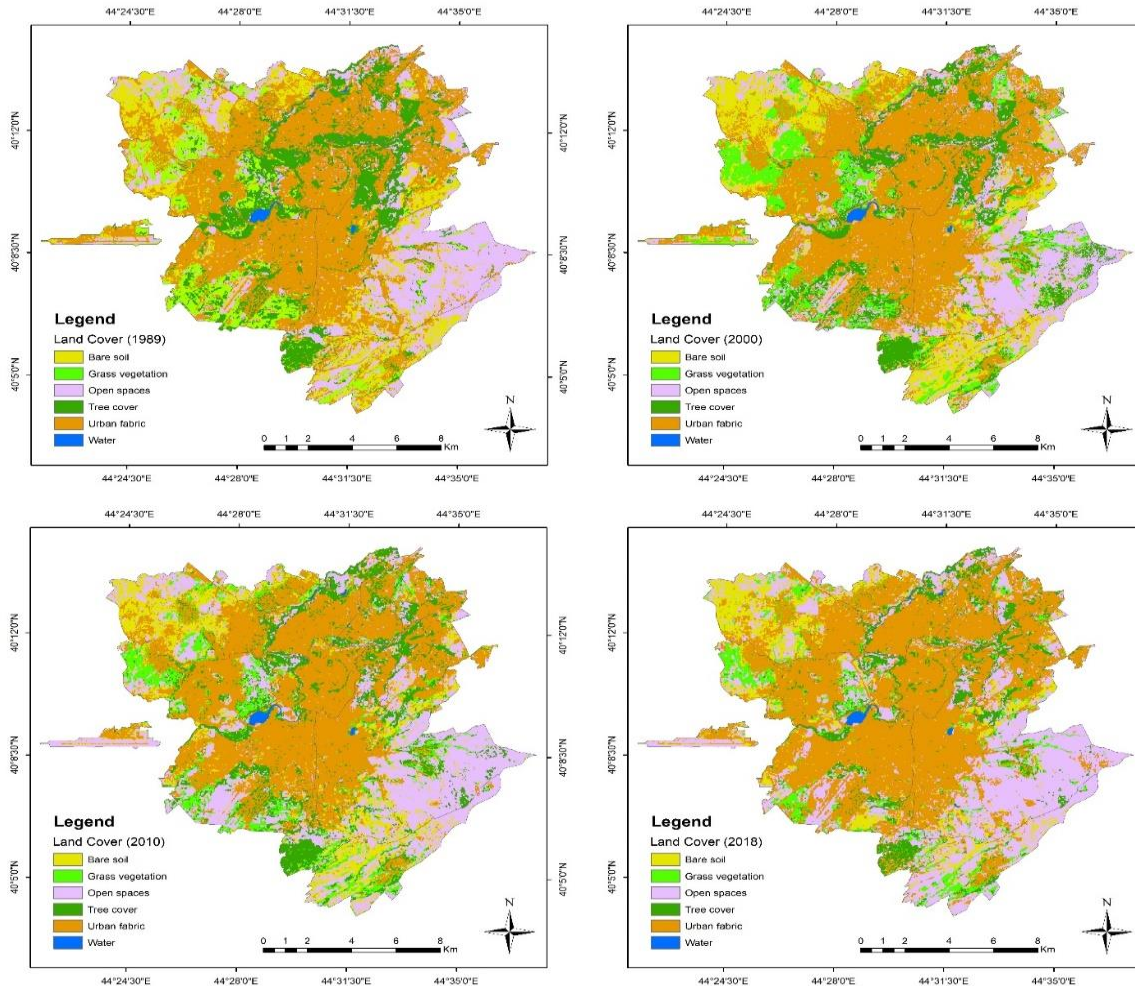 44°24'30"E 44°28'0"E 44°31'30"E 44°35'0"E
40°12'0"N 40°12'0"N
40°8'30"N 40°8'30"N
40°5'0"N 40°5'0"N
Legend
Land Cover (1989)
Bare soil
Grass vegetation
Open spaces
Tree cover
Urban fabric
Water
N
0 1 2 4 6 8
Km
44°24'30"E 44°28'0"E 44°31'30"E 44°35'0"E
44°24'30"E 44°28'0"E 44°31'30"E 44°35'0"E
40°12'0"N 40°12'0"N
40°8'30"N 40°8'30"N
40°5'0"N 40°5'0"N
Legend
Land Cover (2000)
Bare soil
Grass vegetation
Open spaces
Tree cover
Urban fabric
Water
N
0 1 2 4 6 8
Km
44°24'30"E 44°28'0"E 44°31'30"E 44°35'0"E
44°24'30"E 44°28'0"E 44°31'30"E 44°35'0"E
40°12'0"N 40°12'0"N
40°8'30"N 40°8'30"N
40°5'0"N 40°5'0"N
Legend
Land Cover (2010)
Bare soil
Grass vegetation
Open spaces
Tree cover
Urban fabric
Water
N
0 1 2 4 6 8
Km
44°24'30"E 44°28'0"E 44°31'30"E 44°35'0"E
44°24'30"E 44°28'0"E 44°31'30"E 44°35'0"E
40°12'0"N 40°12'0"N
40°8'30"N 40°8'30"N
40°5'0"N 40°5'0"N
Legend
Land Cover (2018)
Bare soil
Grass vegetation
Open spaces
Tree cover
Urban fabric
Water
N
0 1 2 4 6 8
Km
44°24'30"E 44°28'0"E 44°31'30"E 44°35'0"E